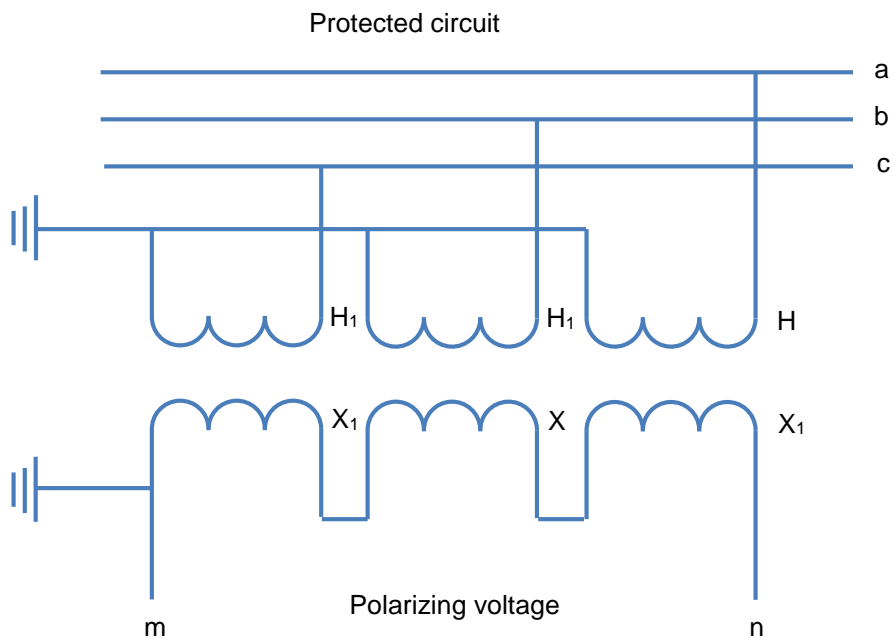 Protected circuit
a
b
c
H₁ H₁ H
X₁ X X₁
Polarizing voltage
m n